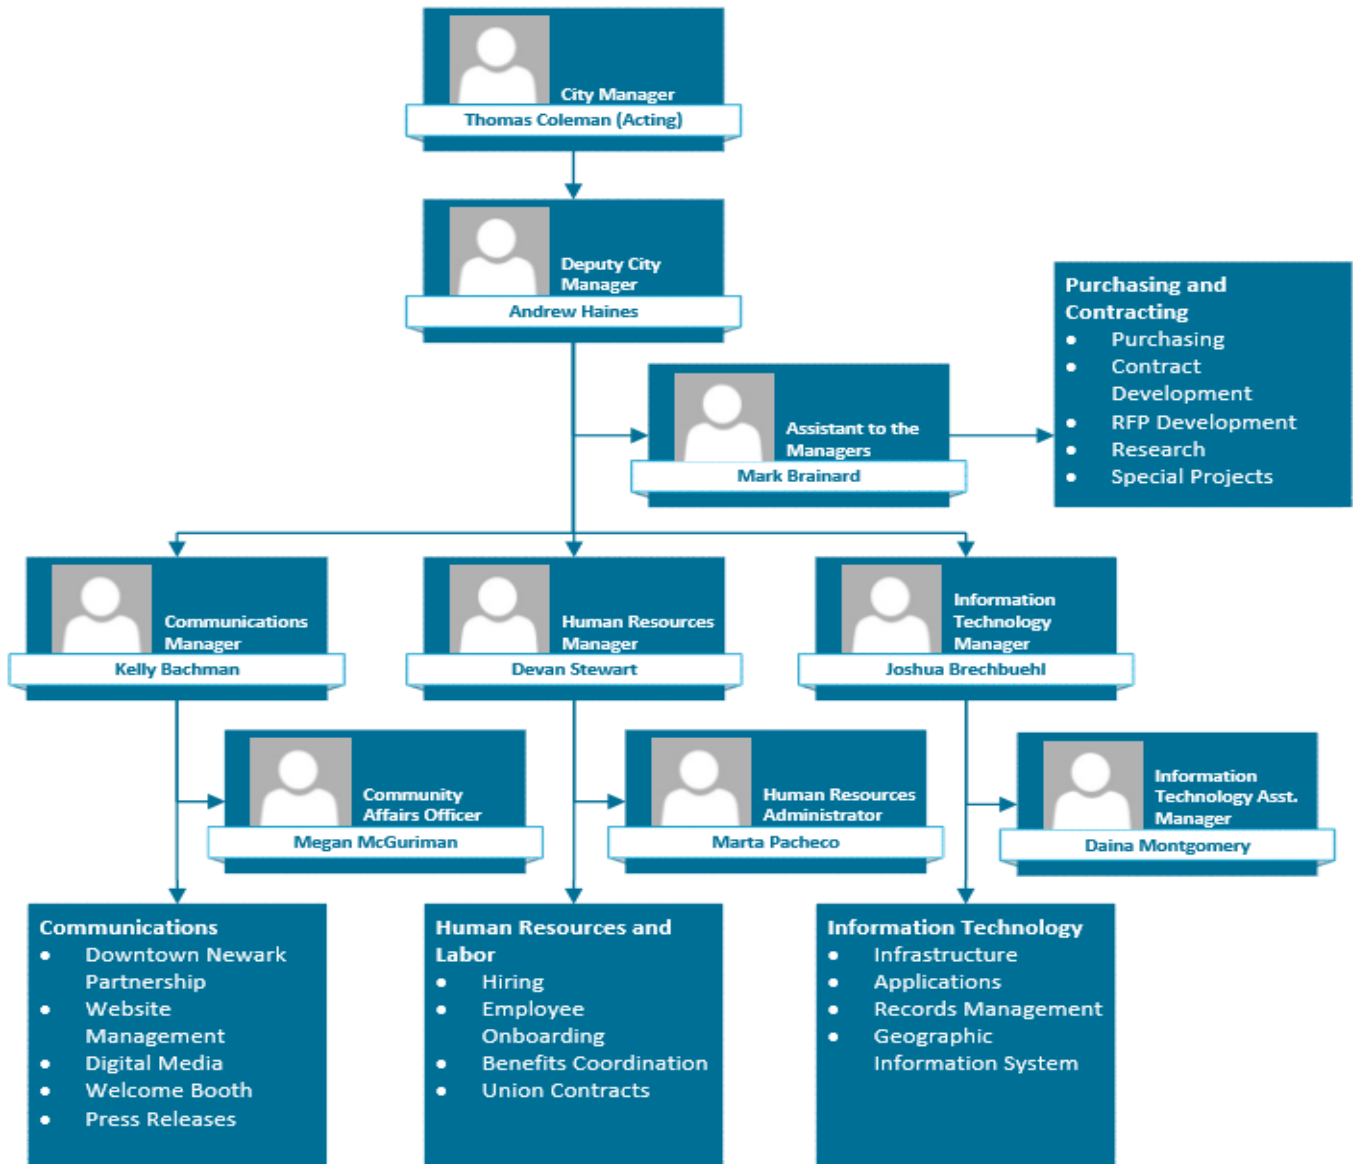 City Manager
Thomas Coleman (Acting)
Deputy City
Manager
Andrew Haines
Assistant to the
Managers
Mark Brainard
Purchasing and
Contracting
● Purchasing
● Contract
Development
● RFP Development
● Research
● Special Projects
Communications
Manager
Kelly Bachman
Human Resources
Manager
Devan Stewart
Information
Technology
Manager
Joshua Brechbuehl
Community
Affairs Officer
Megan McGuriman
Human Resources
Administrator
Marta Pacheco
Information
Technology Asst.
Manager
Daina Montgomery
Communications
● Downtown Newark
Partnership
● Website
Management
● Digital Media
● Welcome Booth
● Press Releases
Human Resources and
Labor
● Hiring
● Employee
Onboarding
● Benefits Coordination
● Union Contracts
Information Technology
● Infrastructure
● Applications
● Records Management
● Geographic
Information System